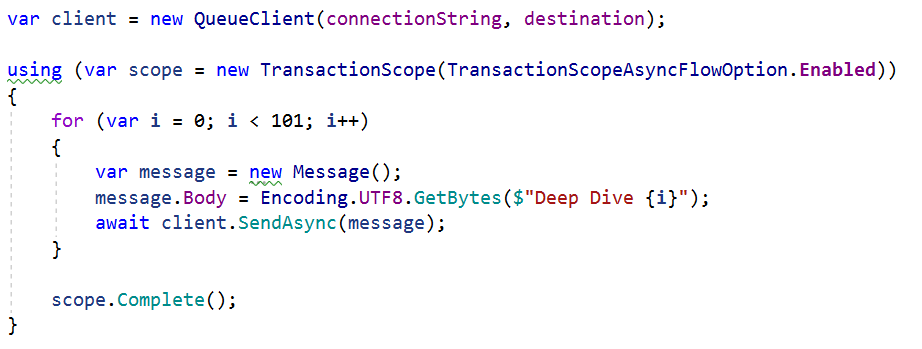 var client = new QueueClient(connectionString, destination);
using (var scope = new TransactionScope(TransactionScopeAsyncFlowOption.Enabled))
{
for (var i = 0; i < 101; i++)
{
var message = new Message();
message.Body = Encoding.UTF8.GetBytes($"Deep Dive {i}");
await client.SendAsync(message);
}
scope.Complete();
}